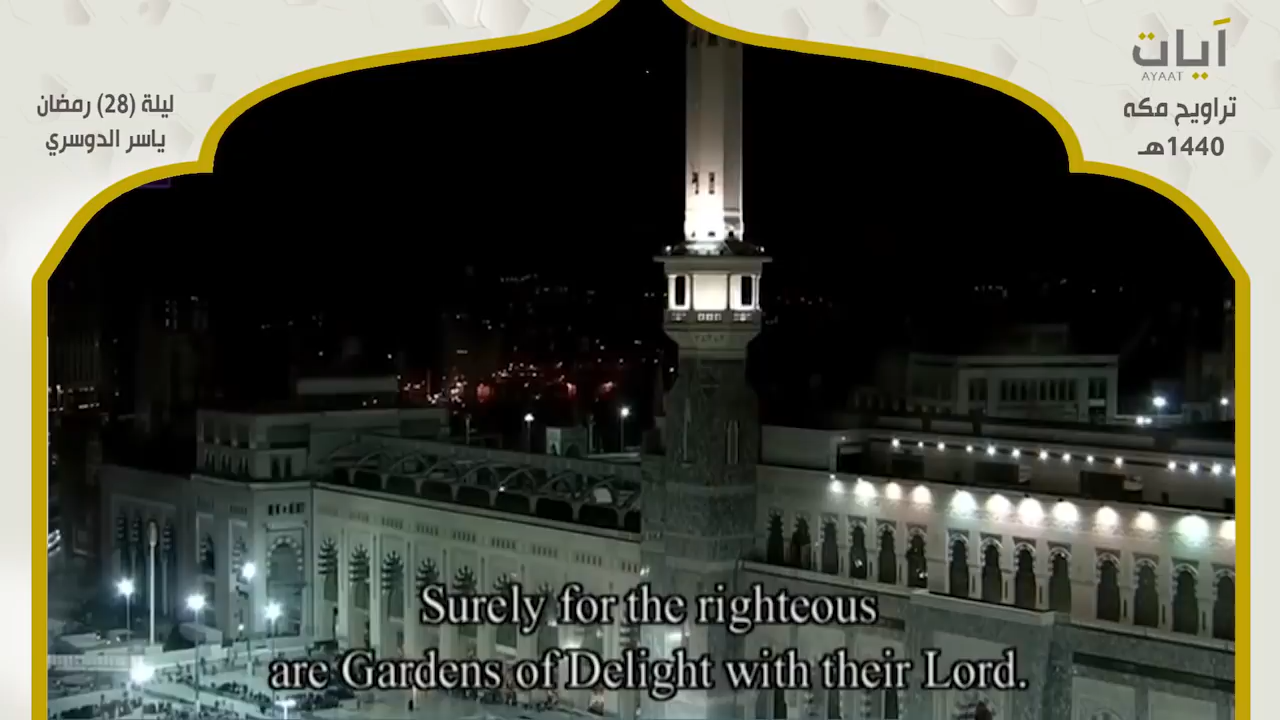 آيات
AYAAT
تراويح مكه
1440هـ
ليلة (28) رمضان
ياسر الدوسري
Surely for the righteous
are Gardens of Delight with their Lord.